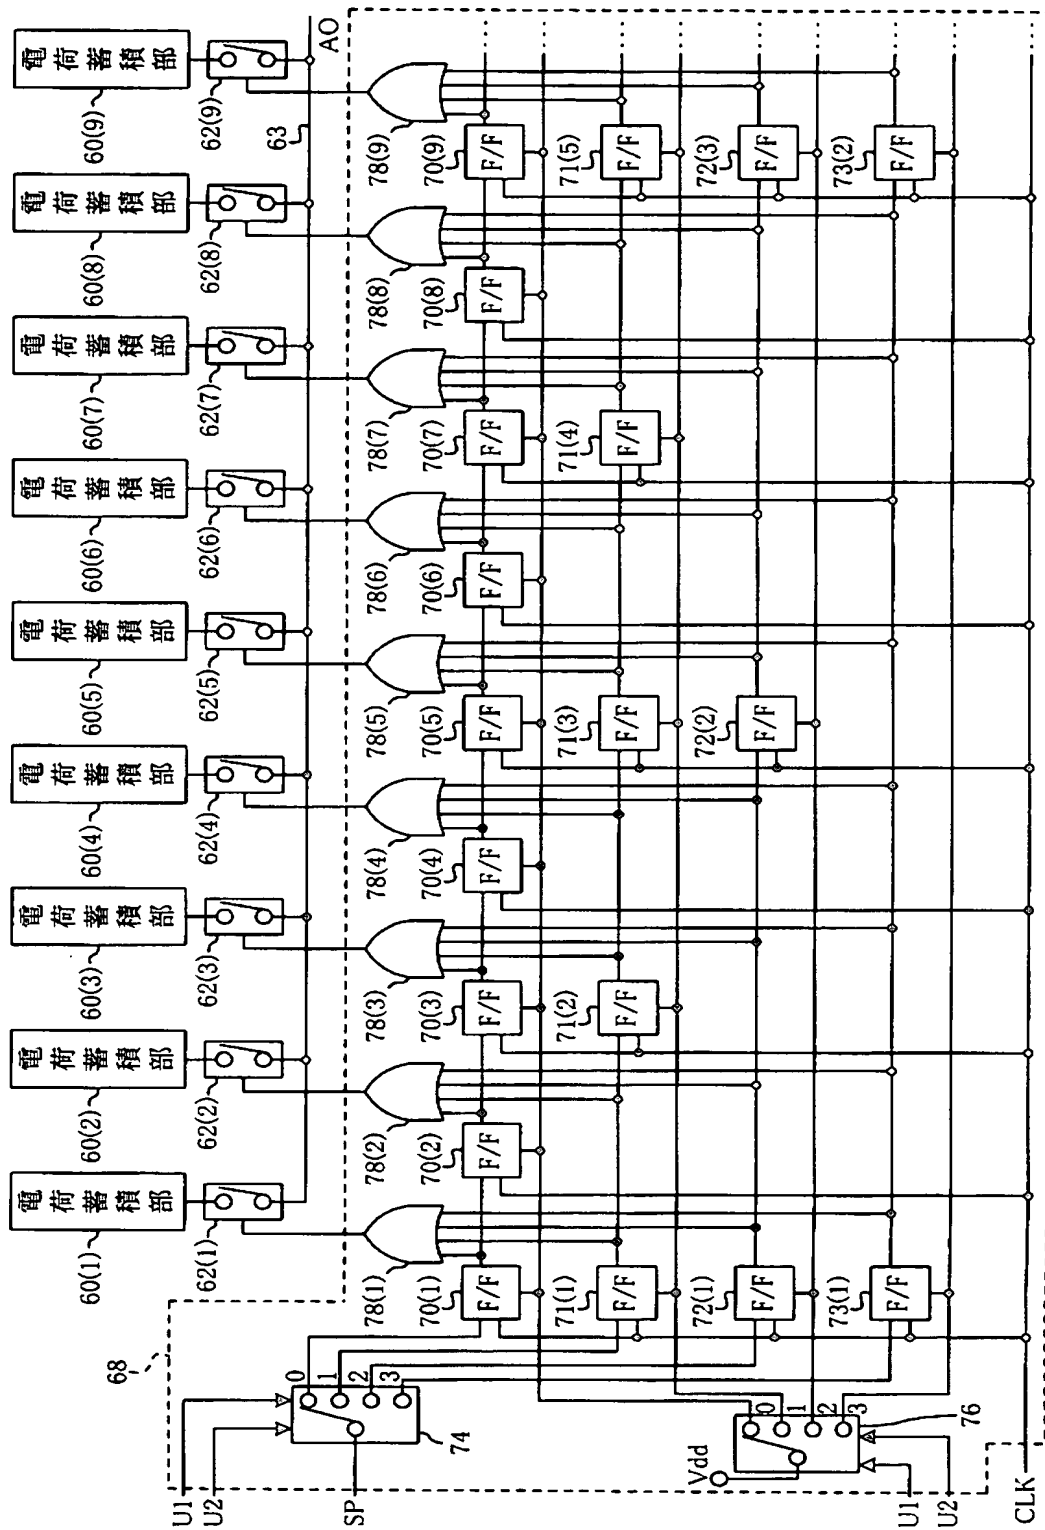 電荷蓄積部
電荷蓄積部
電荷蓄積部
電荷蓄積部
電荷蓄積部
電荷蓄積部
電荷蓄積部
電荷蓄積部
電荷蓄積部
60(1)
60(2)
60(3)
60(4)
60(5)
60(6)
60(7)
60(8)
60(9)
62(1)
62(2)
62(3)
62(4)
62(5)
62(6)
62(7)
62(8)
62(9)
63
AO
68
78(1)
78(2)
78(3)
78(4)
78(5)
78(6)
78(7)
78(8)
78(9)
70(1)
70(2)
70(3)
70(4)
70(5)
70(6)
70(7)
70(8)
70(9)
F/F
F/F
F/F
F/F
F/F
F/F
F/F
F/F
F/F
71(1)
71(2)
71(3)
71(4)
71(5)
F/F
F/F
F/F
F/F
F/F
72(1)
72(2)
72(3)
F/F
F/F
F/F
73(1)
73(2)
F/F
F/F
U1
U2
SP
0
1
2
3
74
Vdd
0
1
2
3
76
U1
U2
CLK